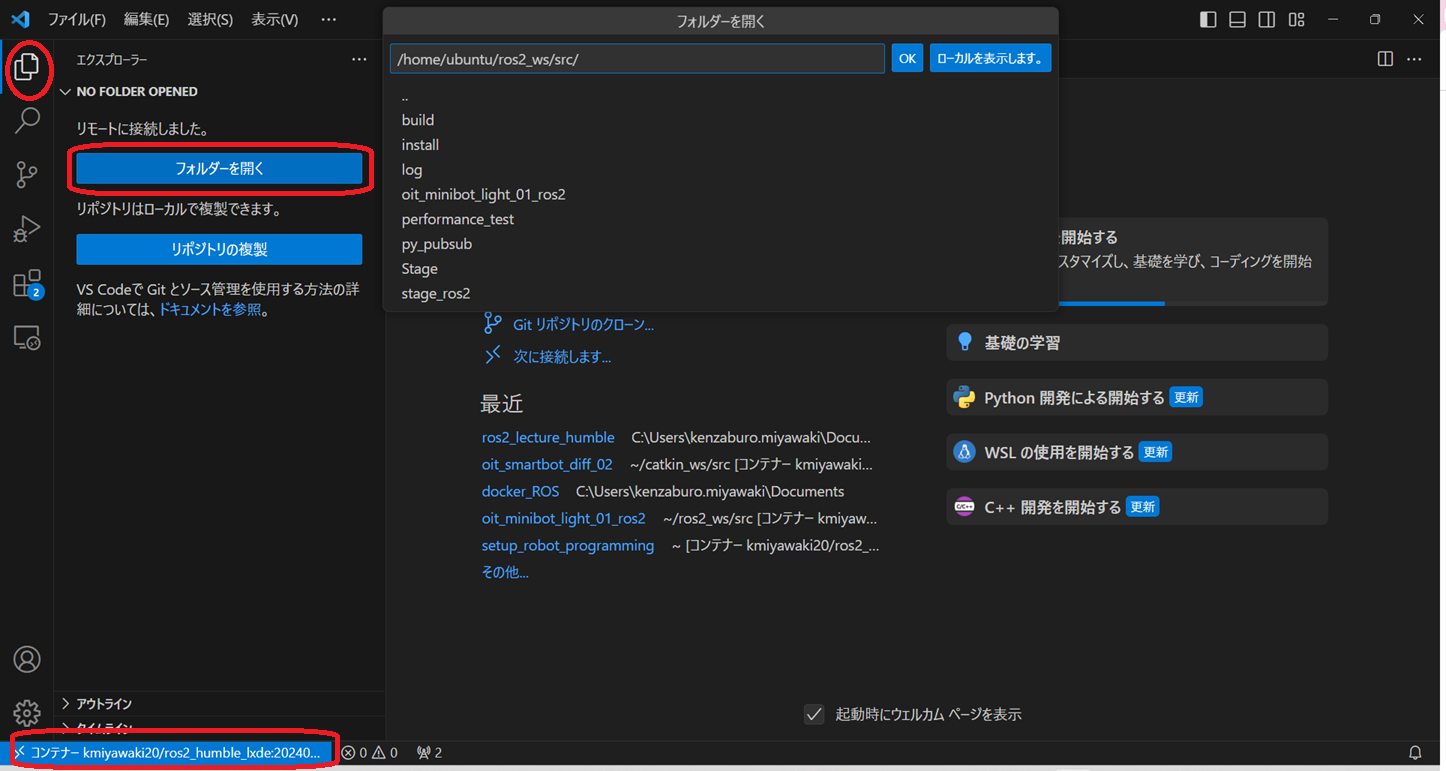 ファイル(F) 編集(E) 選択(S) 表示(V) …
フォルダーを開く
エクスプローラー …
/home/ubuntu/ros2_ws/src/ OK ローカルを表示します。
…
NO FOLDER OPENED
..
リモートに接続しました。
build
install
フォルダーを開く
log
oit_minibot_light_01_ros2
リポジトリはローカルで複製できます。
performance_test
リポジトリの複製
py_pubsub
Stage
stage_ros2
VS Codeで Git とソース管理を使用する方法の詳
細については、ドキュメントを参照。
2
開始する
スタマイズし、基礎を学び、コーディングを開始
Git リポジトリのクローン...
次に接続します...
基礎の学習
最近
Python 開発による開始する 更新
ros2_lecture_humble C:\Users\kenzaburo.miyawaki\Docu...
oit_smartbot_diff_02 ~/catkin_ws/src [コンテナー kmiyawaki...
WSL の使用を開始する 更新
docker_ROS C:\Users\kenzaburo.miyawaki\Documents
oit_minibot_light_01_ros2 ~/ros2_ws/src [コンテナー kmiyaw...
C/C++ C++ 開発を開始する 更新
setup_robot_programming ~ [コンテナー kmiyawaki20/ros2_...
その他...
アウトライン
起動時にウェルカム ページを表示
タイムライン
コンテナー kmiyawaki20/ros2_humble_lxde:20240... 0 0 2